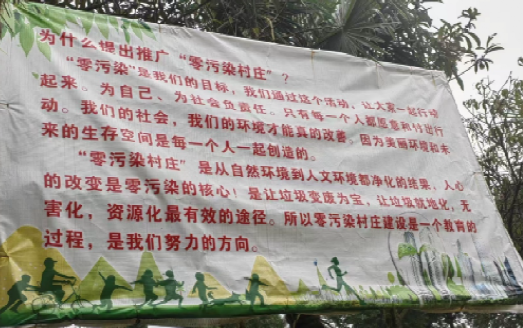 为什么提出推广“零污染村庄”?
“零污染”是我们的目标，我们通过这个活动，让大家一起行动
起来。为自己、为社会负责任。只有每一个人都愿意和付出行
动。我们的社会，我们的环境才能真的改善。因为美丽环境和未
来的生存空间是每一个人一起创造的。
“零污染村庄”是从自然环境到人文环境都净化的结果，人心
的改变是零污染的核心！是让垃圾变废为宝，让垃圾就地化，无
害化，资源化最有效的途径。所以零污染村庄建设是一个教育的
过程，是我们努力的方向。